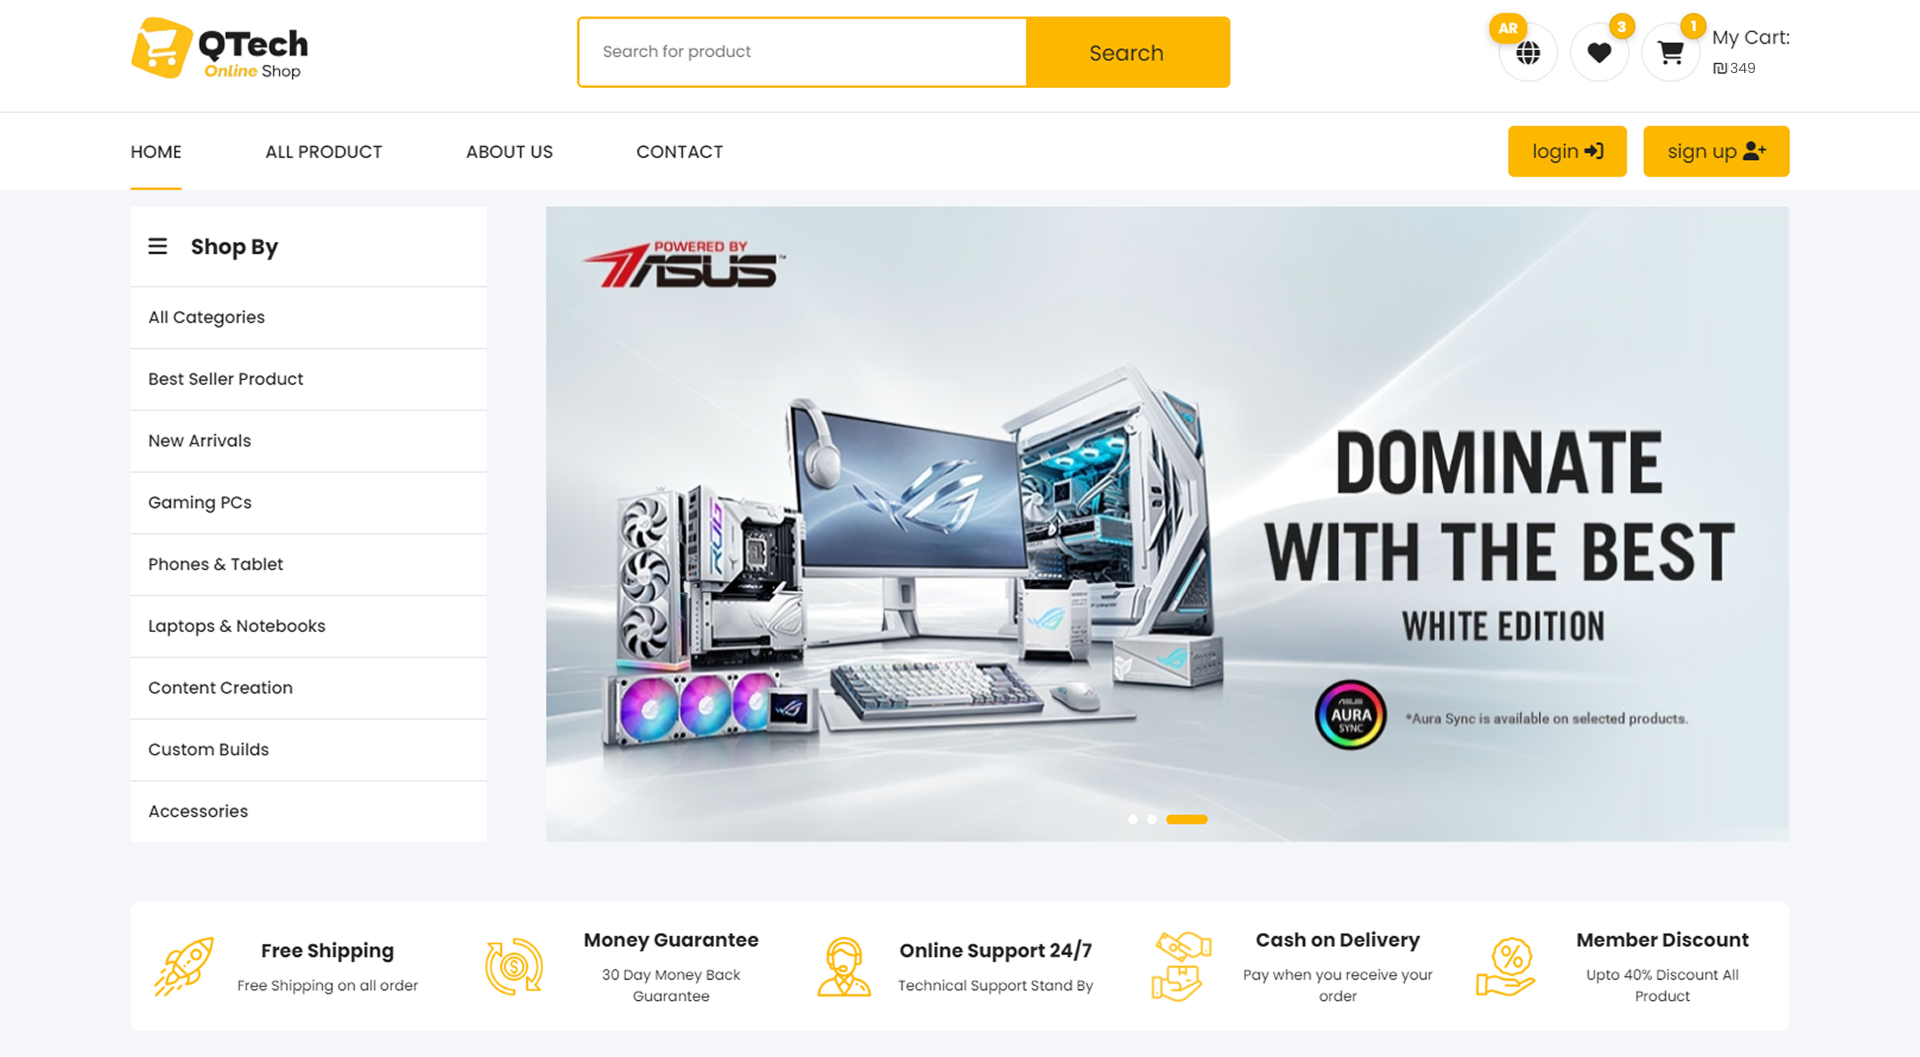 QTech
Online Shop
Search for product
Search
AR
3
1
My Cart:
₪349
HOME
ALL PRODUCT
ABOUT US
CONTACT
login
sign up
Shop By
All Categories
Best Seller Product
New Arrivals
Gaming PCs
Phones & Tablet
Laptops & Notebooks
Content Creation
Custom Builds
Accessories
POWERED BY
ASUS™
ROG
DOMINATE
WITH THE BEST
WHITE EDITION
ASUS
AURA
SYNC
*Aura Sync is available on selected products.
Free Shipping
Free Shipping on all order
Money Guarantee
30 Day Money Back
Guarantee
Online Support 24/7
Technical Support Stand By
Cash on Delivery
Pay when you receive your
order
Member Discount
Upto 40% Discount All
Product